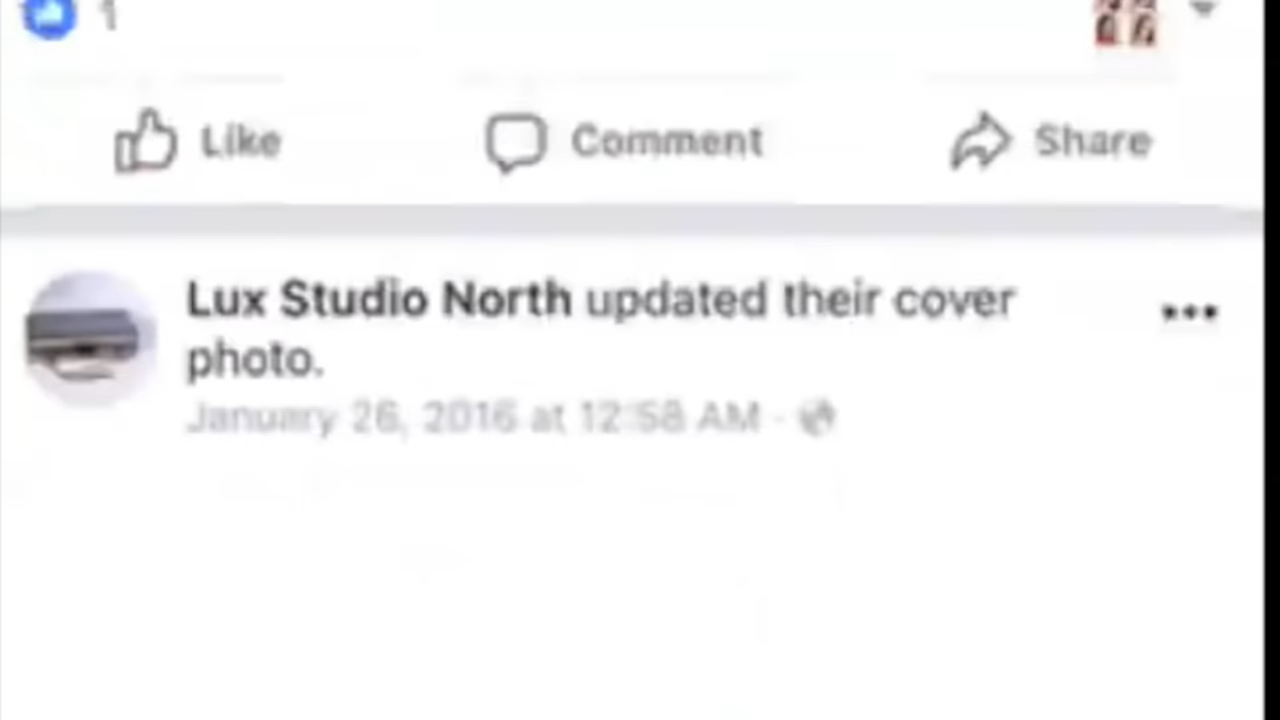 1
Like Comment Share
Lux Studio North updated their cover
photo.
January 26, 2016 at 12:58 AM ·